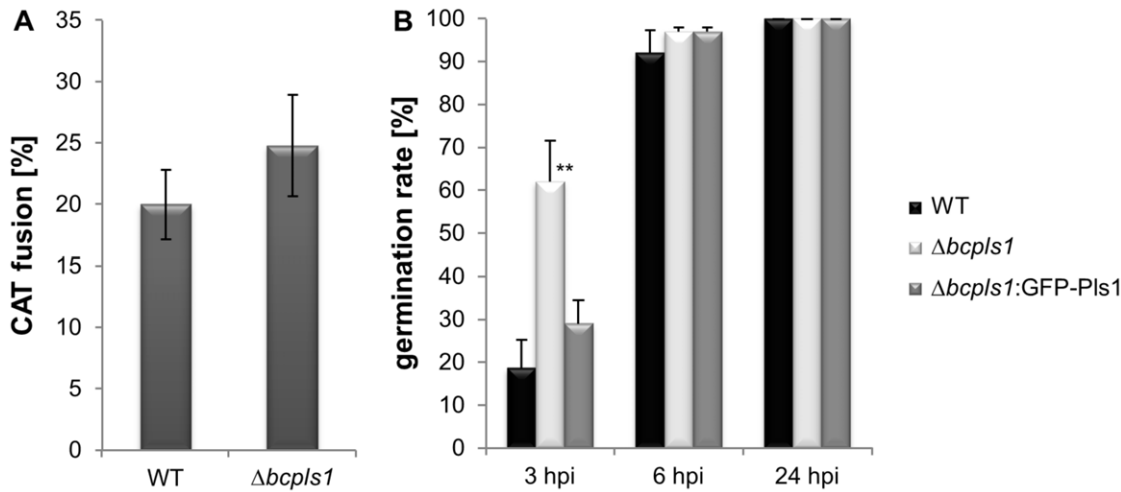 A
CAT fusion [%]
35
30
25
20
15
10
5
0
WT
Δbcpls1
B
germination rate [%]
100
90
80
70
60
50
40
30
20
10
0
**
3 hpi
6 hpi
24 hpi
WT
Δbcpls1
Δbcpls1:GFP-Pls1